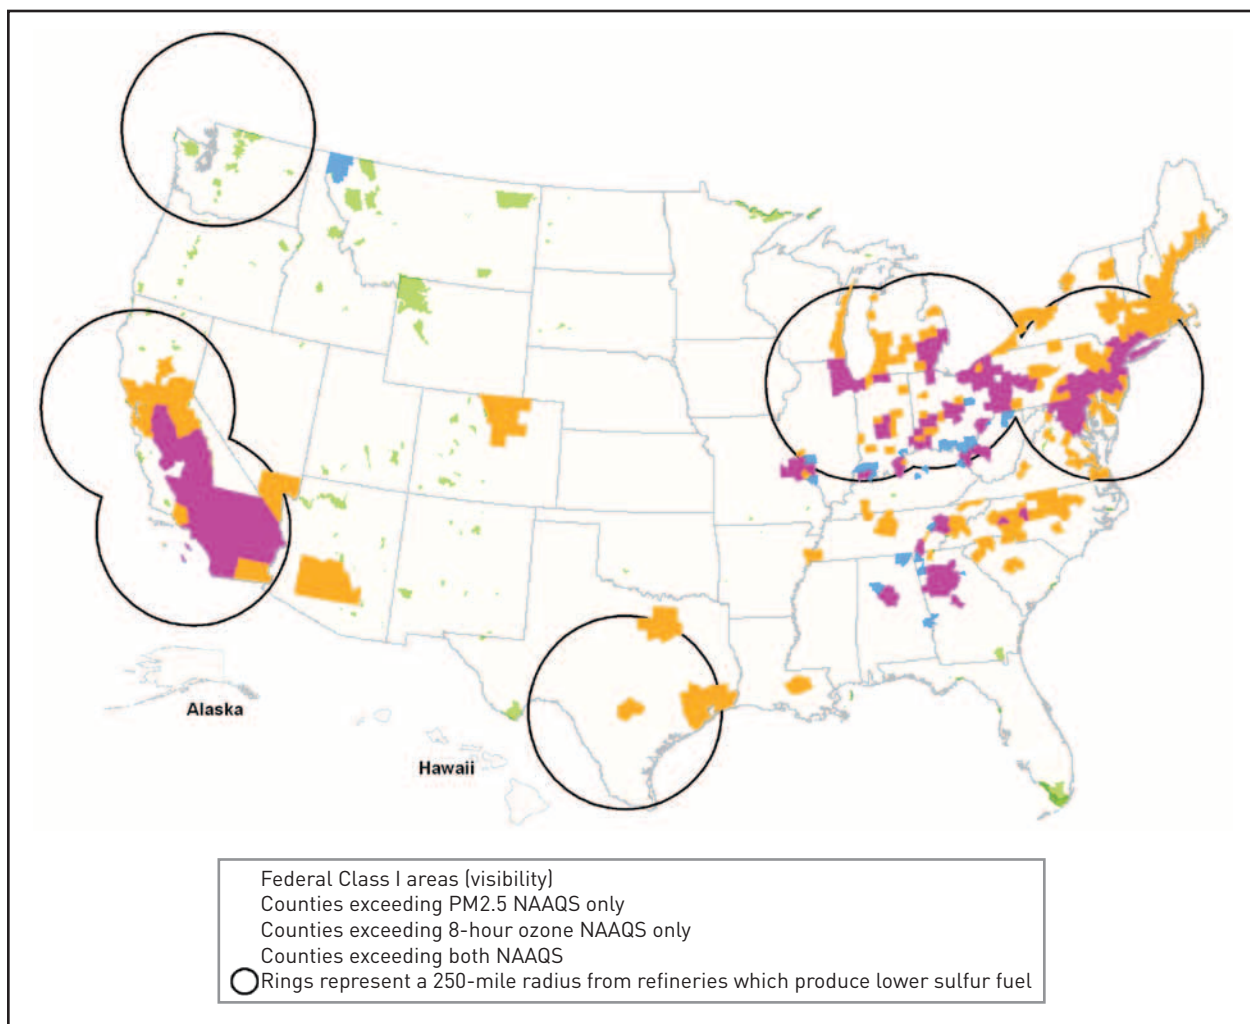 Alaska
Hawaii
Federal Class I areas (visibility)
Counties exceeding PM2.5 NAAQS only
Counties exceeding 8-hour ozone NAAQS only
Counties exceeding both NAAQS
Rings represent a 250-mile radius from refineries which produce lower sulfur fuel